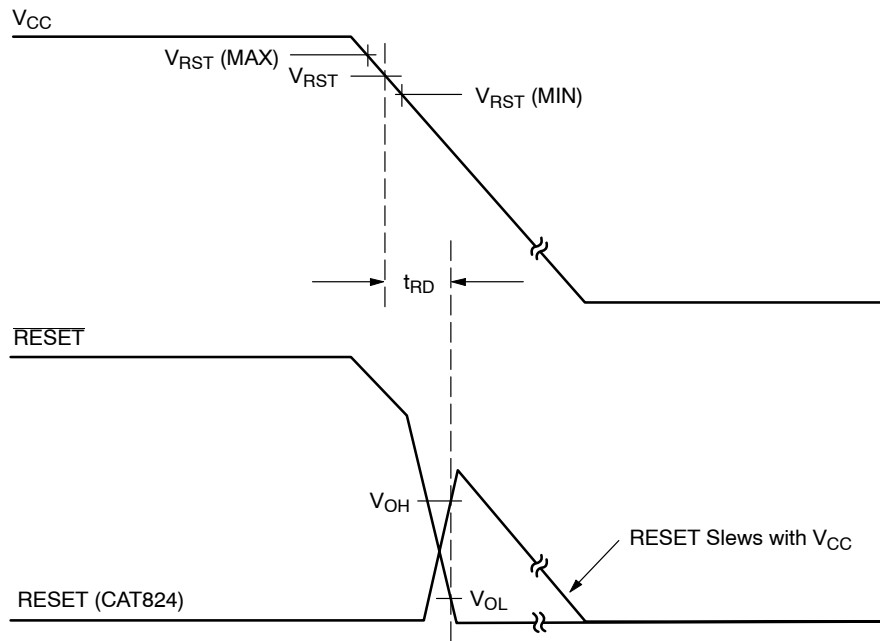 VCC
VRST (MAX)
VRST
VRST (MIN)
tRD
RESET
VOH
RESET Slews with VCC
RESET (CAT824)
VOL